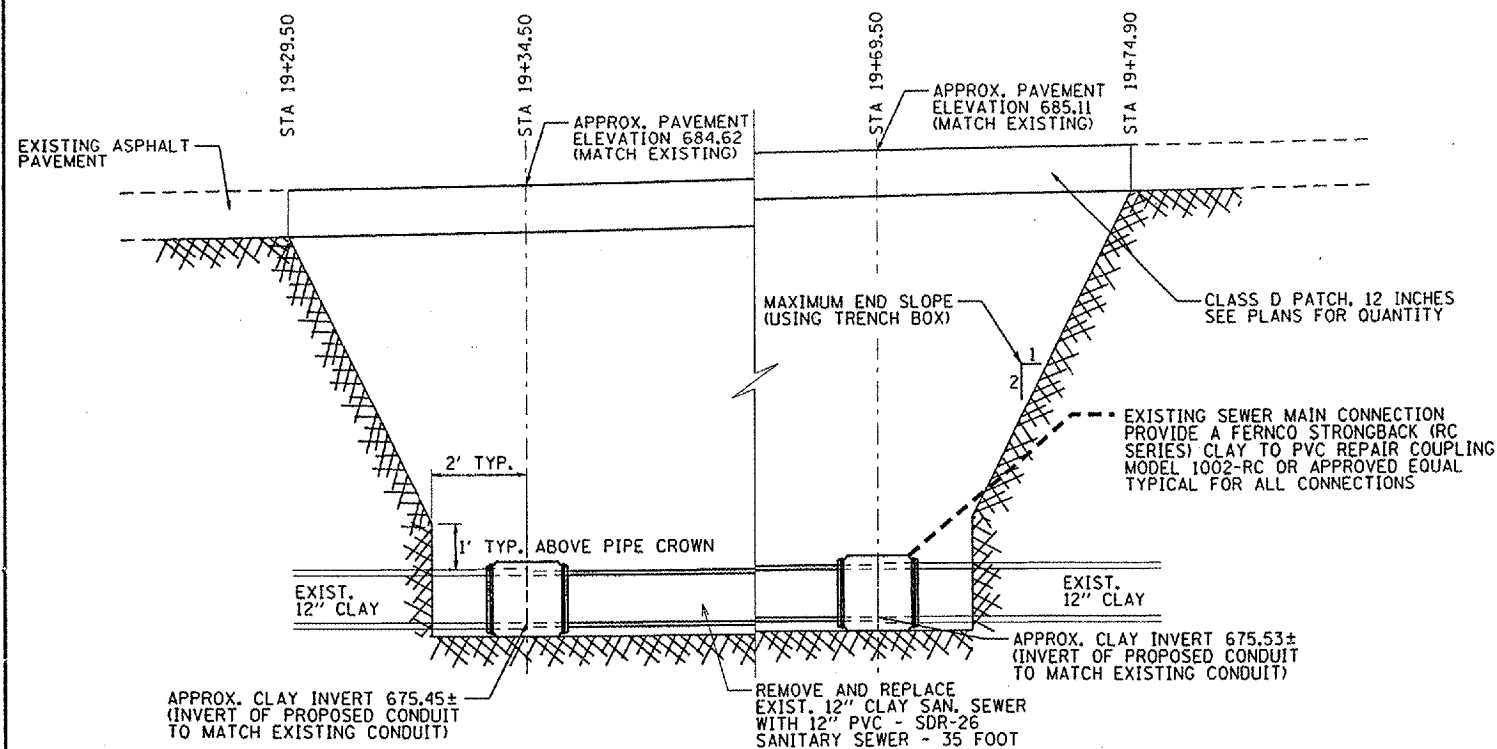 STA 19+29.50
STA 19+34.50
STA 19+69.50
STA 19+74.90
EXISTING ASPHALT
PAVEMENT
APPROX. PAVEMENT
ELEVATION 684.62
(MATCH EXISTING)
APPROX. PAVEMENT
ELEVATION 685.11
(MATCH EXISTING)
MAXIMUM END SLOPE
(USING TRENCH BOX)
1
2
CLASS D PATCH, 12 INCHES
SEE PLANS FOR QUANTITY
EXISTING SEWER MAIN CONNECTION
PROVIDE A FERNCO STRONGBACK (RC
SERIES) CLAY TO PVC REPAIR COUPLING
MODEL 1002-RC OR APPROVED EQUAL
TYPICAL FOR ALL CONNECTIONS
2' TYP.
1' TYP. ABOVE PIPE CROWN
EXIST.
12" CLAY
EXIST.
12" CLAY
APPROX. CLAY INVERT 675.45±
(INVERT OF PROPOSED CONDUIT
TO MATCH EXISTING CONDUIT)
REMOVE AND REPLACE
EXIST. 12" CLAY SAN. SEWER
WITH 12" PVC - SDR-26
SANITARY SEWER - 35 FOOT
APPROX. CLAY INVERT 675.53±
(INVERT OF PROPOSED CONDUIT
TO MATCH EXISTING CONDUIT)